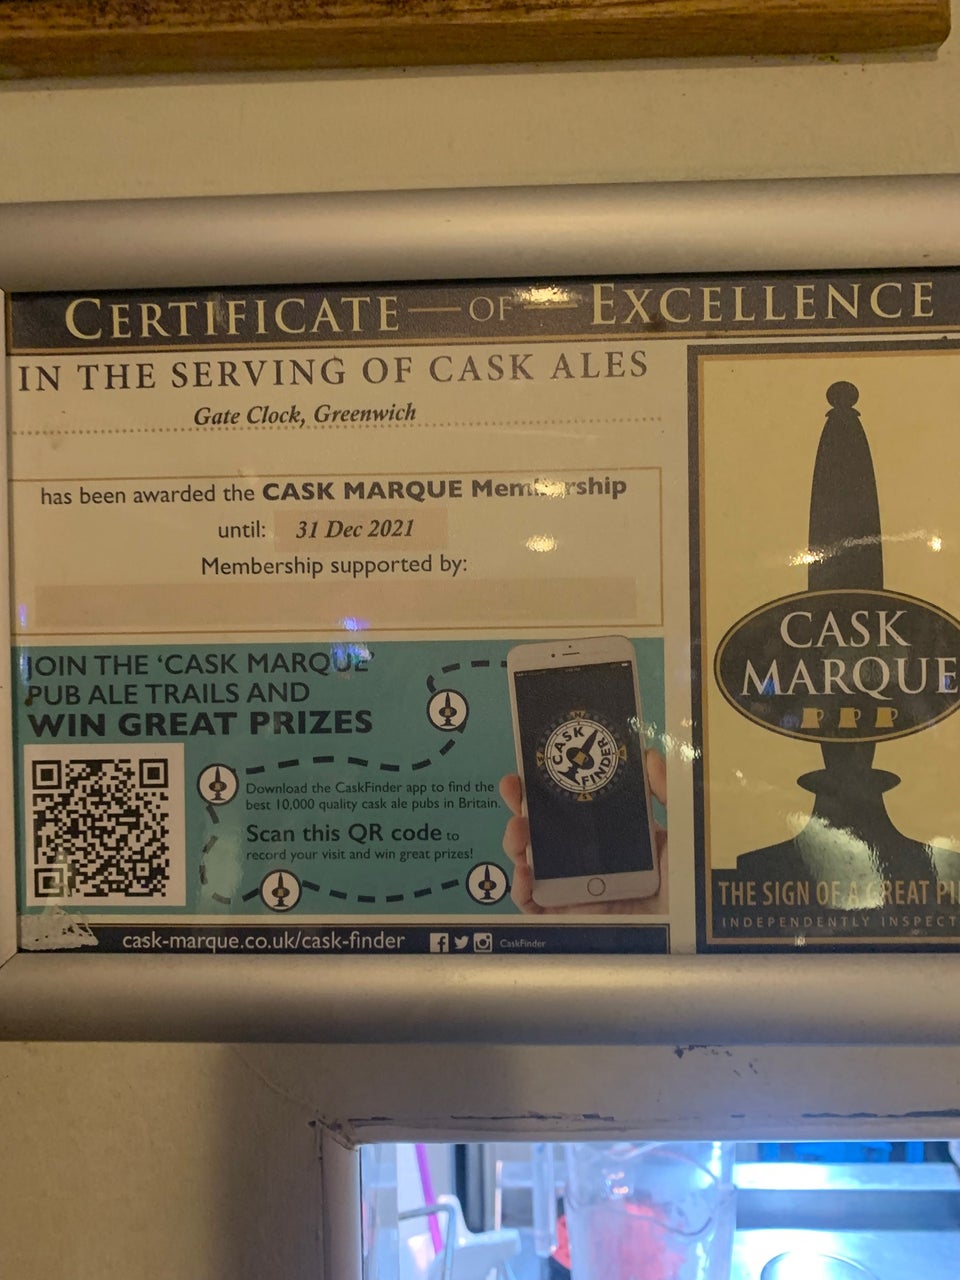 CERTIFICATE — OF — EXCELLENCE
IN THE SERVING OF CASK ALES
Gate Clock, Greenwich
has been awarded the CASK MARQUE Membership
until: 31 Dec 2021
Membership supported by:
JOIN THE ‘CASK MARQUE’
PUB ALE TRAILS AND
WIN GREAT PRIZES
Download the CaskFinder app to find the
best 10,000 quality cask ale pubs in Britain.
Scan this QR code to
record your visit and win great prizes!
CASK
FINDER
cask-marque.co.uk/cask-finder
CaskFinder
CASK
MARQUE
THE SIGN OF A GREAT PI
INDEPENDENTLY INSPECT